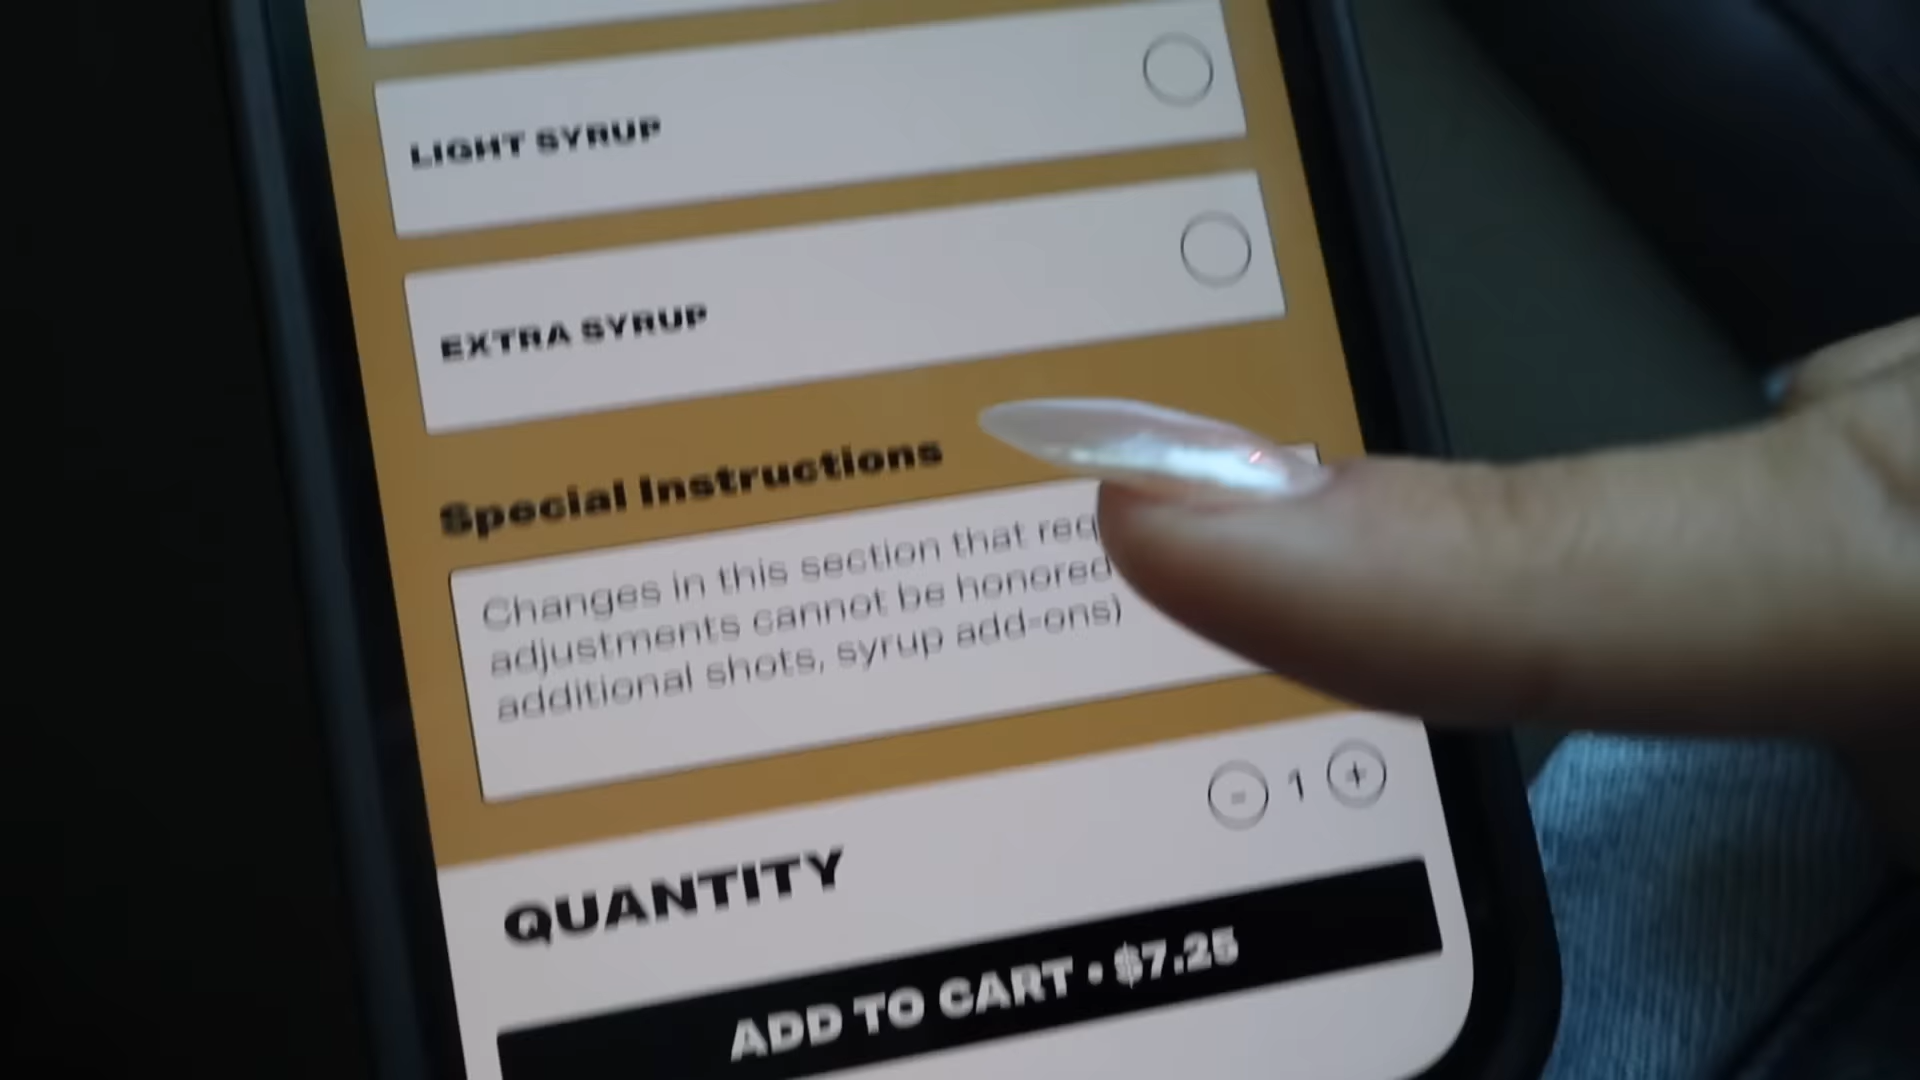 LIGHT SYRUP
EXTRA SYRUP
Special Instructions
Changes in this section that req
adjustments cannot be honored
additional shots, syrup add-ons)
- 1 +
QUANTITY
ADD TO CART • $7.25